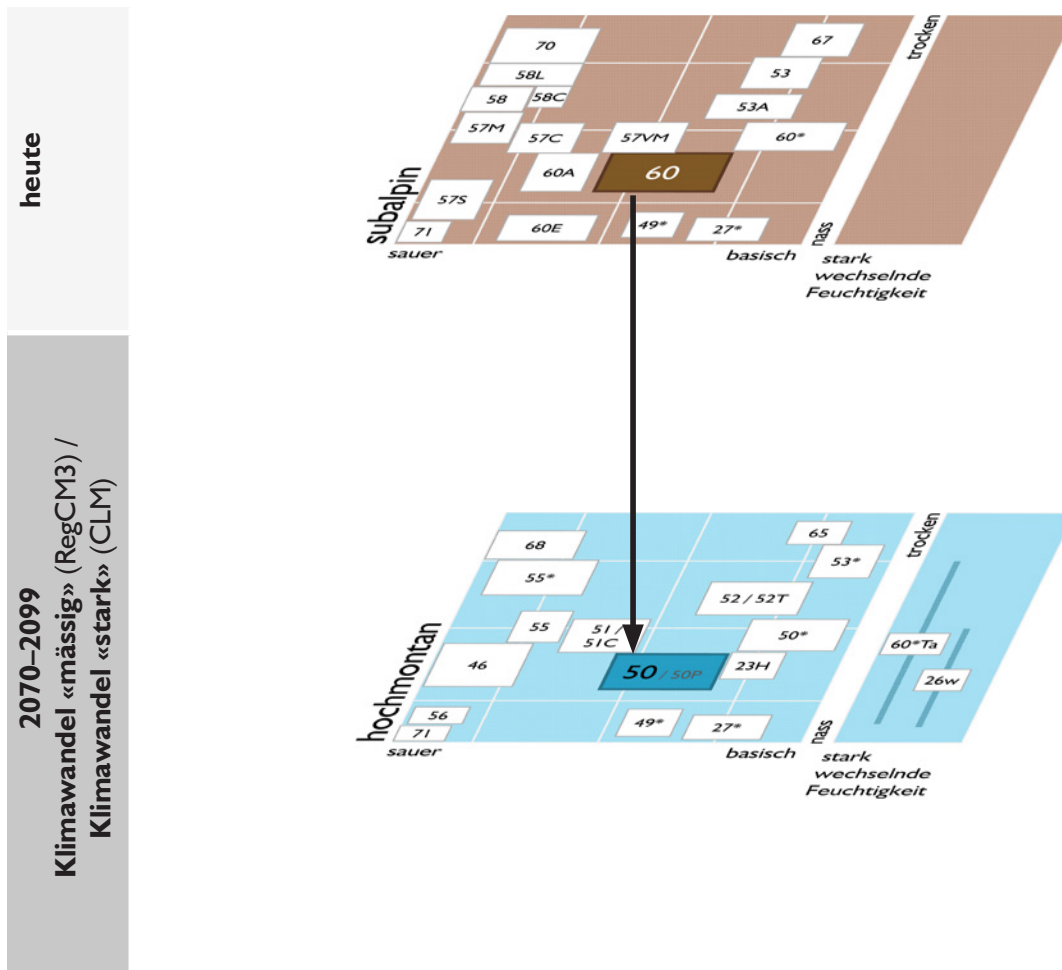 heute
subalpin
70
67
58L
53
58
58C
53A
57M
57C
57VM
60*
60A
60
57S
71
60E
49*
27*
sauer
basisch
nass
trocken
stark
wechselnde
Feuchtigkeit
2070–2099
Klimawandel «mässig» (RegCM3) /
Klimawandel «stark» (CLM)
hochmontan
68
65
55*
53*
52 / 52T
55
51 /
51C
50*
46
50 / 50P
23H
56
71
49*
27*
sauer
basisch
nass
trocken
60*Ta
26w
stark
wechselnde
Feuchtigkeit